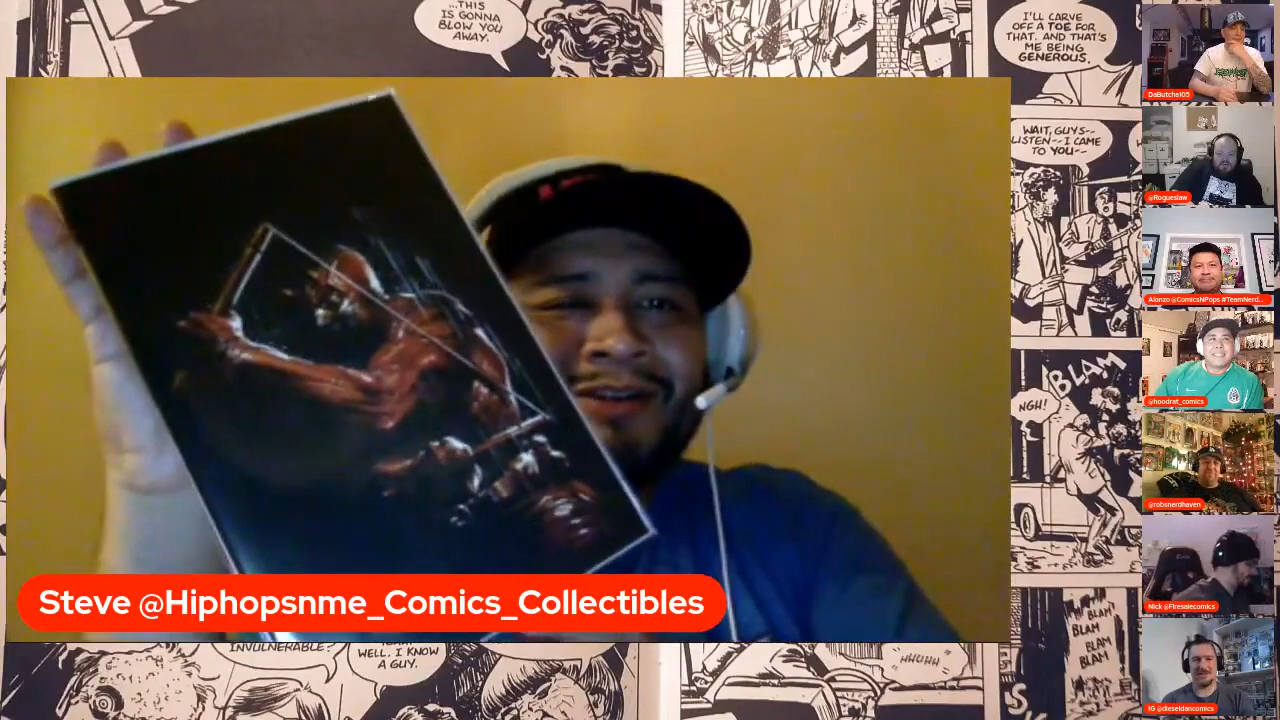 ...THIS
IS GONNA
BLOW YOU
AWAY.
I'LL CARVE
OFF A TOE FOR
THAT. AND THAT'S
ME BEING
GENEROUS.
WAIT, GUYS--
LISTEN--I CAME
TO YOU--
BLAM
NGH!
BLAM
BLAM
BLAM
BLAM
INVULNERABLE?
WELL. I KNOW
A GUY.
HHUHH
Steve @Hiphopsnme_Comics_Collectibles
DaButcha105
@Rogueslaw
Alonzo @ComicsNPops #TeamNerd...
@hoodrat_comics
@robsnerdhaven
Nick @Firesalecomics
IG @dieseldancomics